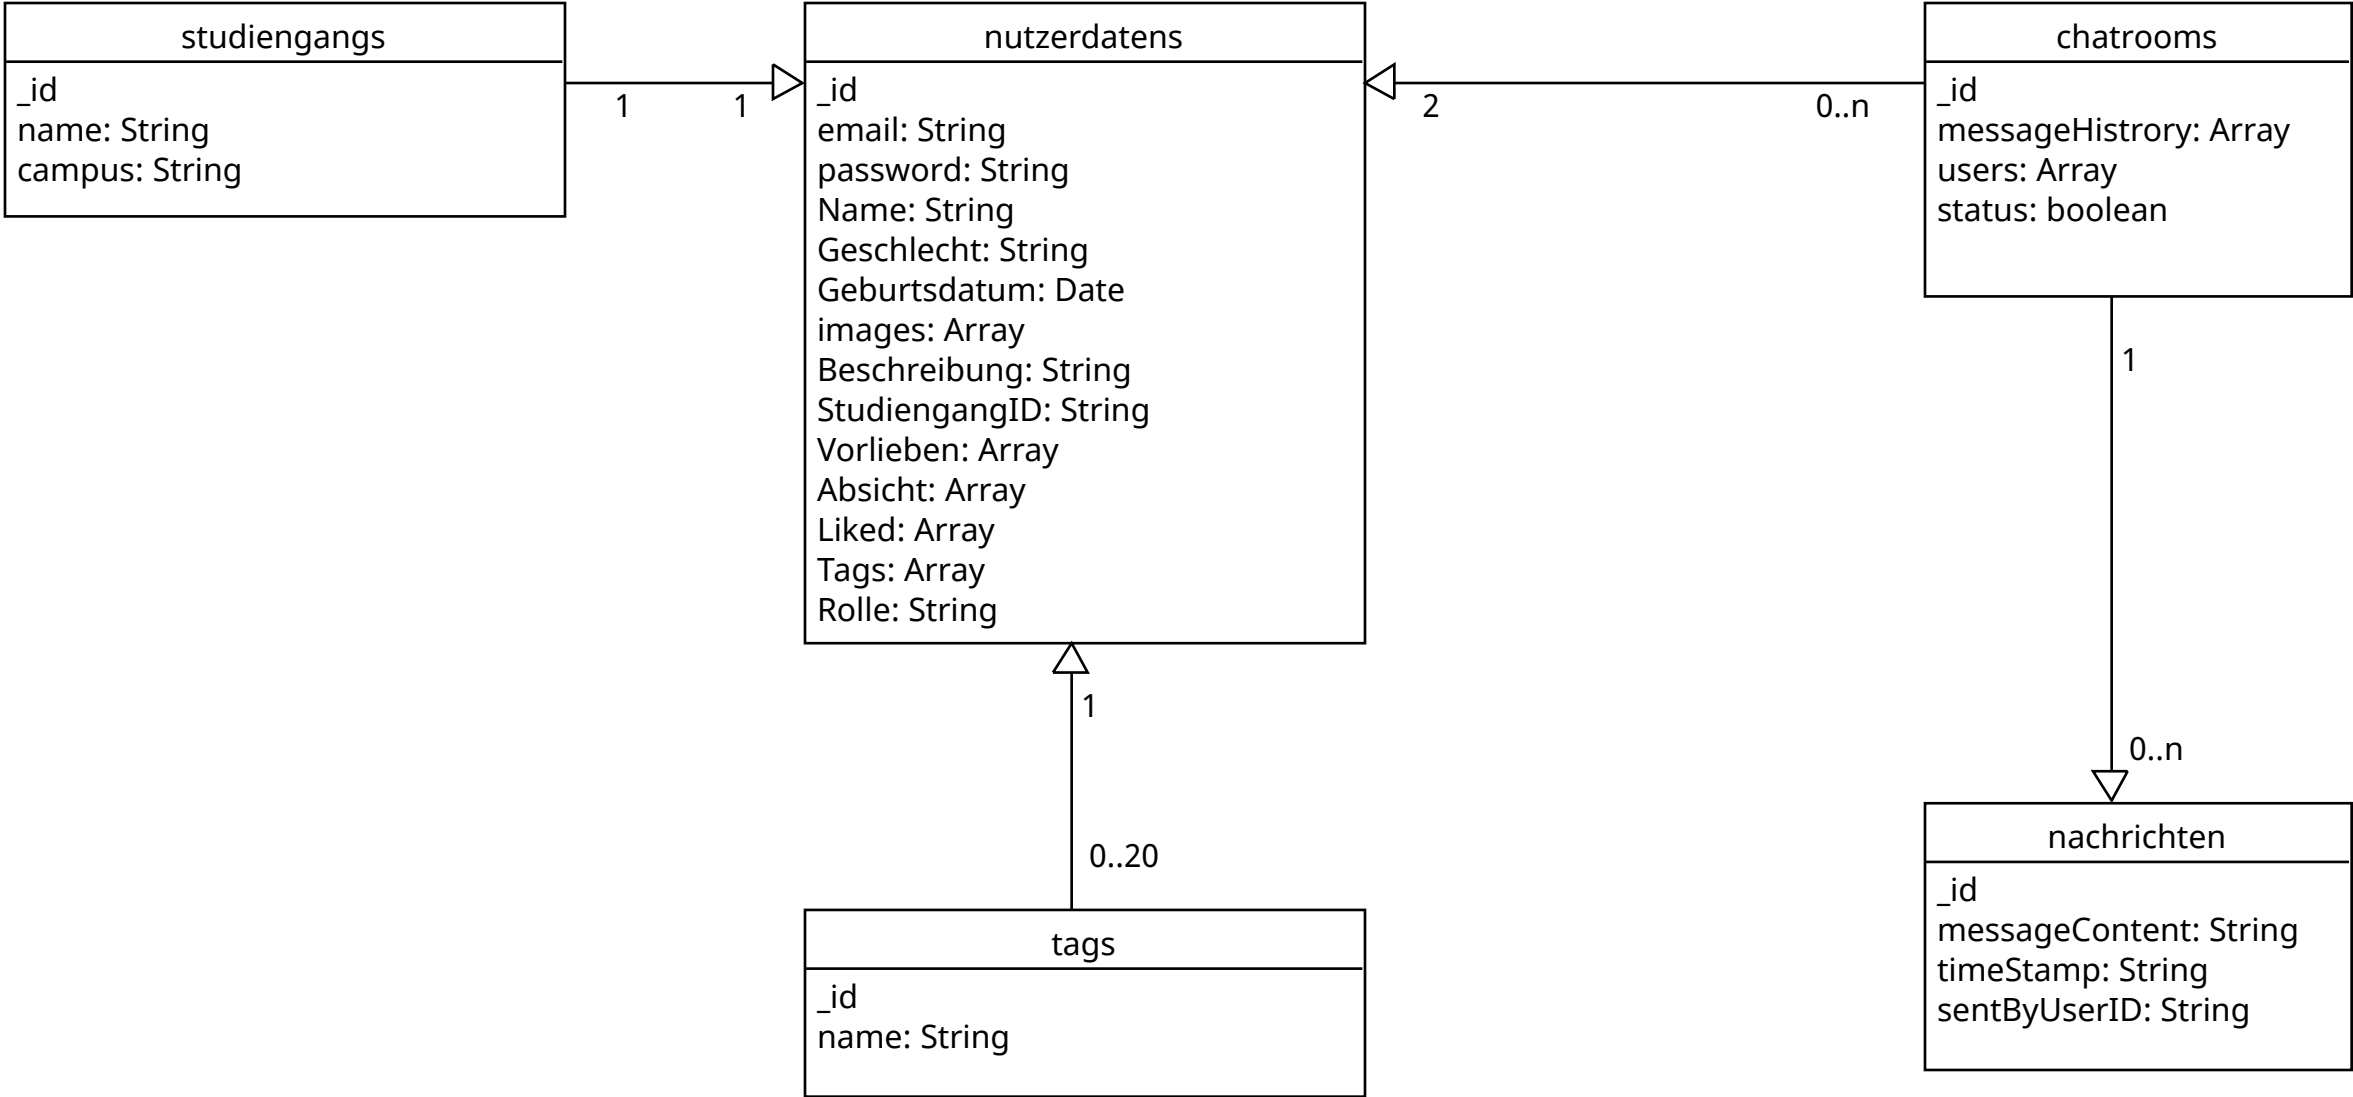 studiengangs
_id
name: String
campus: String
1
1
nutzerdatens
_id
email: String
password: String
Name: String
Geschlecht: String
Geburtsdatum: Date
images: Array
Beschreibung: String
StudiengangID: String
Vorlieben: Array
Absicht: Array
Liked: Array
Tags: Array
Rolle: String
2
0..n
chatrooms
_id
messageHistrory: Array
users: Array
status: boolean
1
0..n
1
0..20
tags
_id
name: String
nachrichten
_id
messageContent: String
timeStamp: String
sentByUserID: String